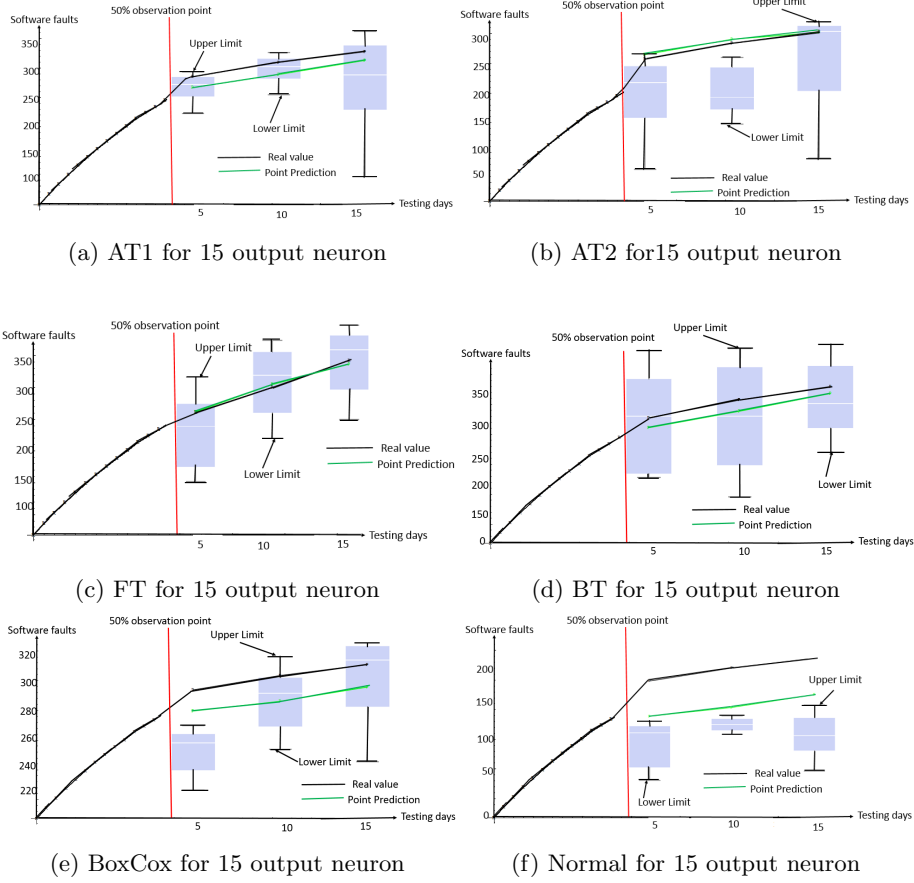 50% observation point
Software faults
350
300
250
200
150
100
Upper Limit
Lower Limit
Real value
Point Prediction
5
10
15
Testing days
(a) AT1 for 15 output neuron
Upper Limit
50% observation point
Software faults
300
250
200
150
100
50
Lower Limit
Real value
Point Prediction
5
10
15
Testing days
(b) AT2 for15 output neuron
50% observation point
Software faults
350
300
250
200
100
Upper Limit
Lower Limit
Real value
Point Prediction
5
10
15
Testing days
(c) FT for 15 output neuron
Upper Limit
50% observation point
Software faults
350
300
200
150
0
Lower Limit
Real value
Point Prediction
5
10
15
Testing days
(d) BT for 15 output neuron
50% observation point
Software faults
320
300
280
260
240
220
Upper Limit
Lower Limit
Real value
Point Prediction
5
10
15
Testing days
(e) BoxCox for 15 output neuron
50% observation point
Software faults
200
150
100
50
0
Upper Limit
Lower Limit
Real value
Point Prediction
5
10
15
Testing days
(f) Normal for 15 output neuron